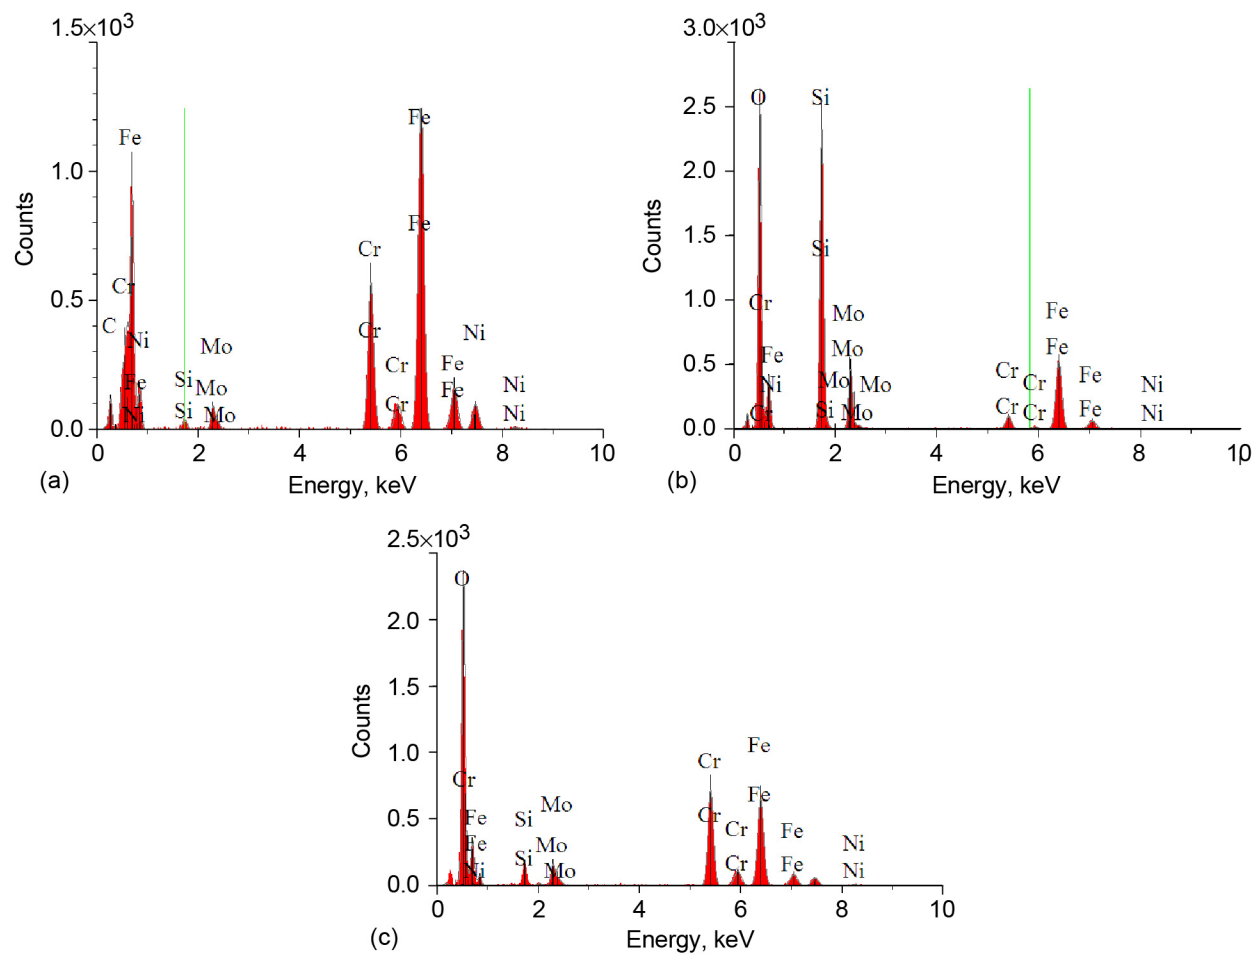 1.5×10³
Fe
Fe
1.0
Counts
Fe
Cr
Cr
0.5
C
Ni
Cr
Ni
Mo
Cr
Fe
Si
Fe
Mo
Fe
Ni
Si
Cr
Ni
Mo
Ni
0.0
0 2 4 6 8 10
(a)
Energy, keV
3.0×10³
O
Si
2.5
2.0
Counts
1.5
Si
1.0
Cr
Mo
Fe
Fe
Mo
Fe
0.5
Cr
Fe
Ni
Mo
Mo
Cr
Ni
Cr
Si
Mo
Cr
Cr
Fe
Ni
0.0
0 2 4 6 8 10
(b)
Energy, keV
2.5×10³
O
2.0
1.5
Counts
1.0
Cr
Fe
Cr
Fe
Mo
0.5
Fe
Si
Cr
Cr
Fe
Fe
Mo
Ni
Si
Cr
Fe
Ni
Mo
Ni
0.0
0 2 4 6 8 10
(c)
Energy, keV